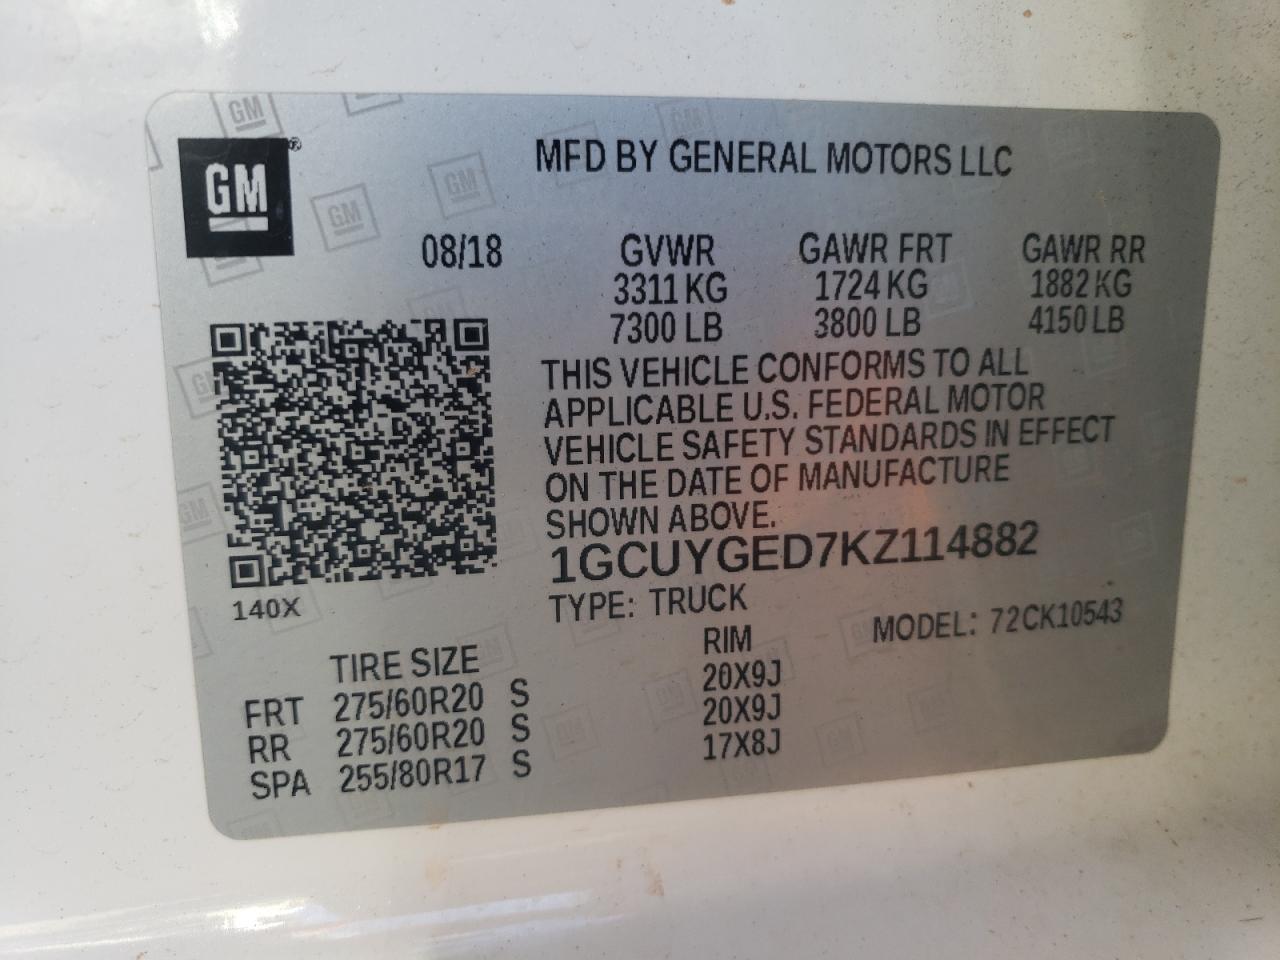 GM®
MFD BY GENERAL MOTORS LLC
08/18 GVWR GAWR FRT GAWR RR
3311 KG 1724 KG 1882 KG
7300 LB 3800 LB 4150 LB
THIS VEHICLE CONFORMS TO ALL
APPLICABLE U.S. FEDERAL MOTOR
VEHICLE SAFETY STANDARDS IN EFFECT
ON THE DATE OF MANUFACTURE
SHOWN ABOVE.
1GCUYGED7KZ114882
140X
TYPE: TRUCK
MODEL: 72CK10543
TIRE SIZE RIM
FRT 275/60R20 S 20X9J
RR 275/60R20 S 20X9J
SPA 255/80R17 S 17X8J